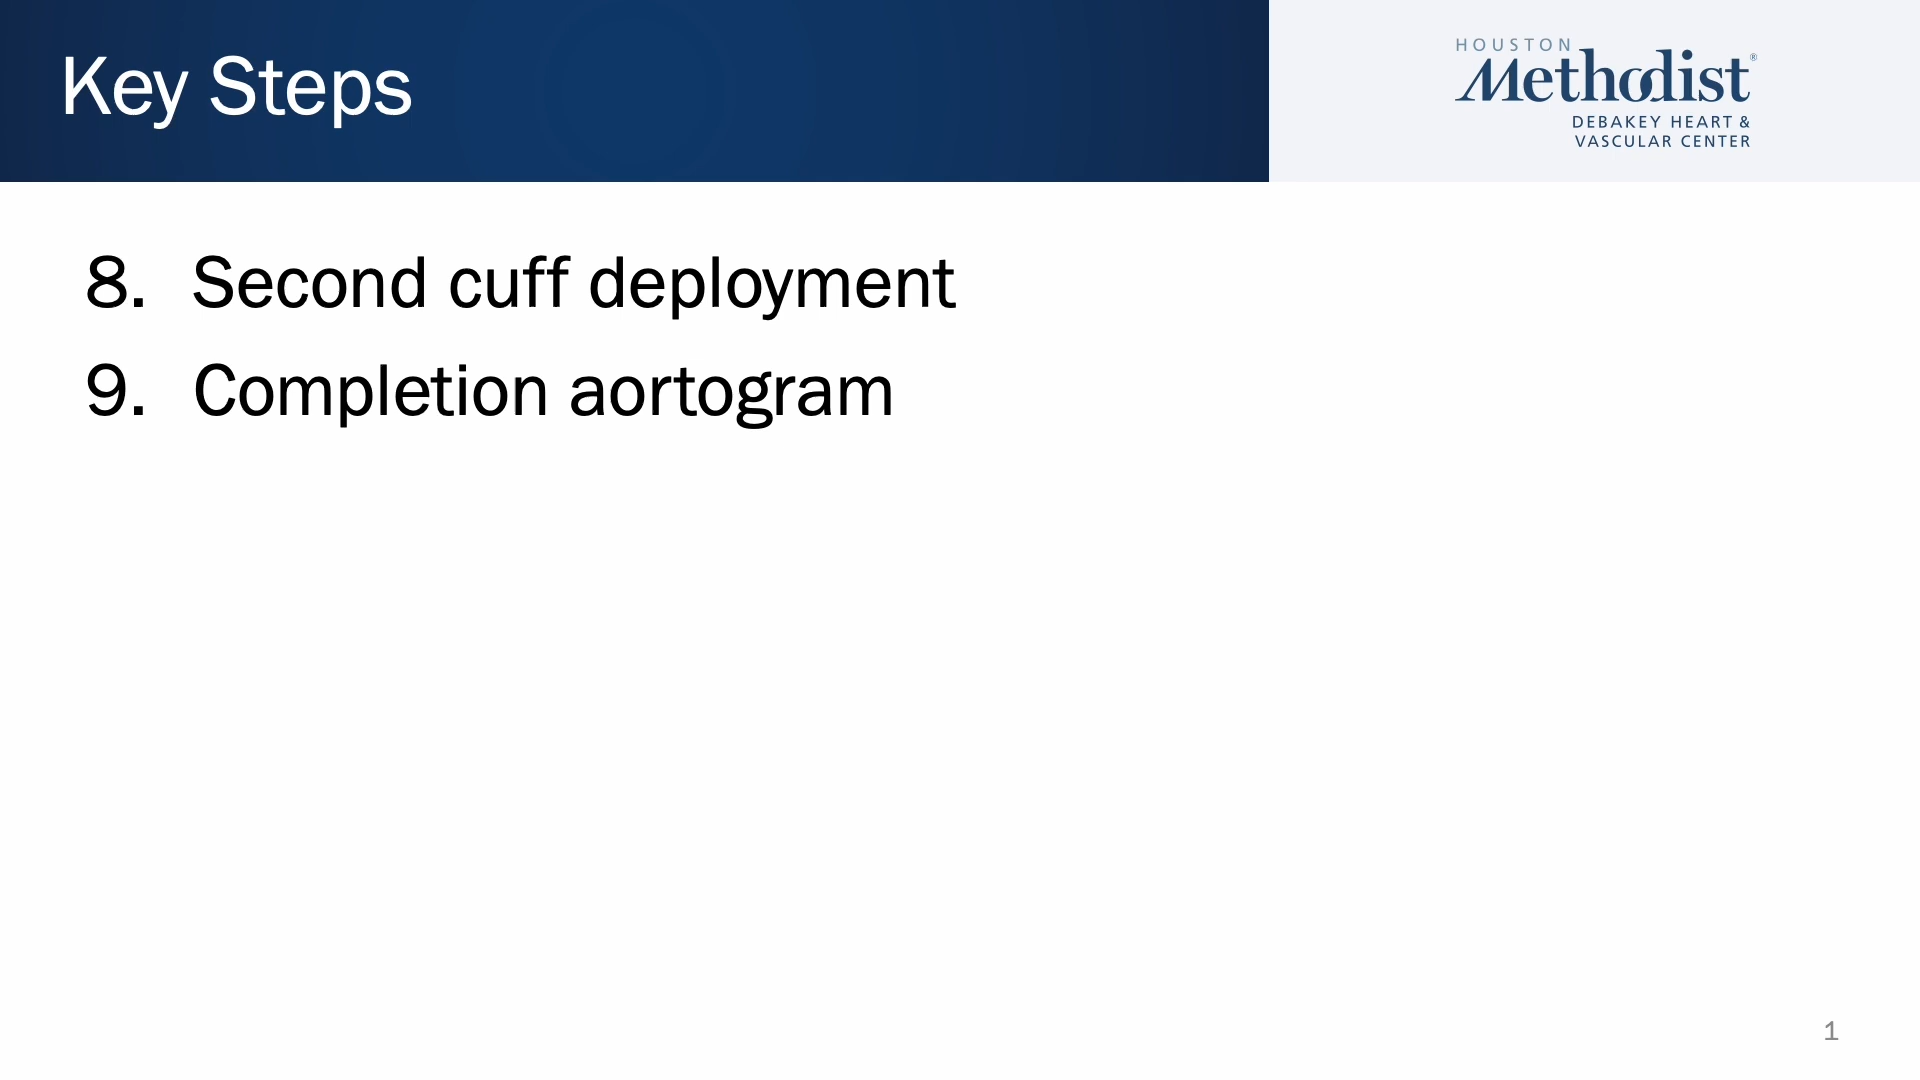 Key Steps
HOUSTON
Methodist®
DEBAKEY HEART &
VASCULAR CENTER
8. Second cuff deployment
9. Completion aortogram
1